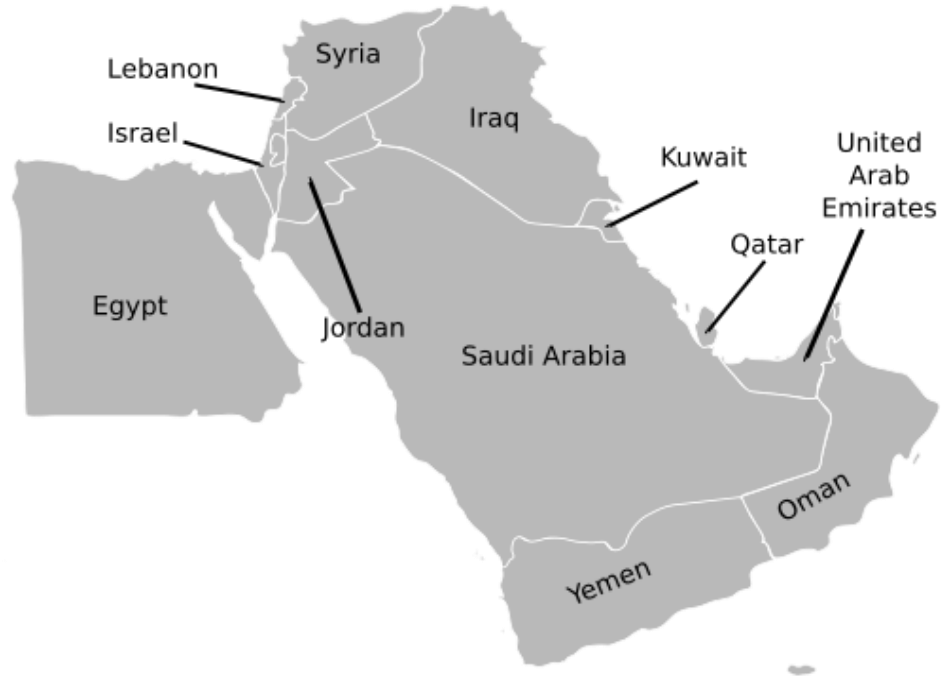 Syria
Lebanon
Iraq
Israel
United
Arab
Emirates
Kuwait
Qatar
Egypt
Jordan
Saudi Arabia
Oman
Yemen